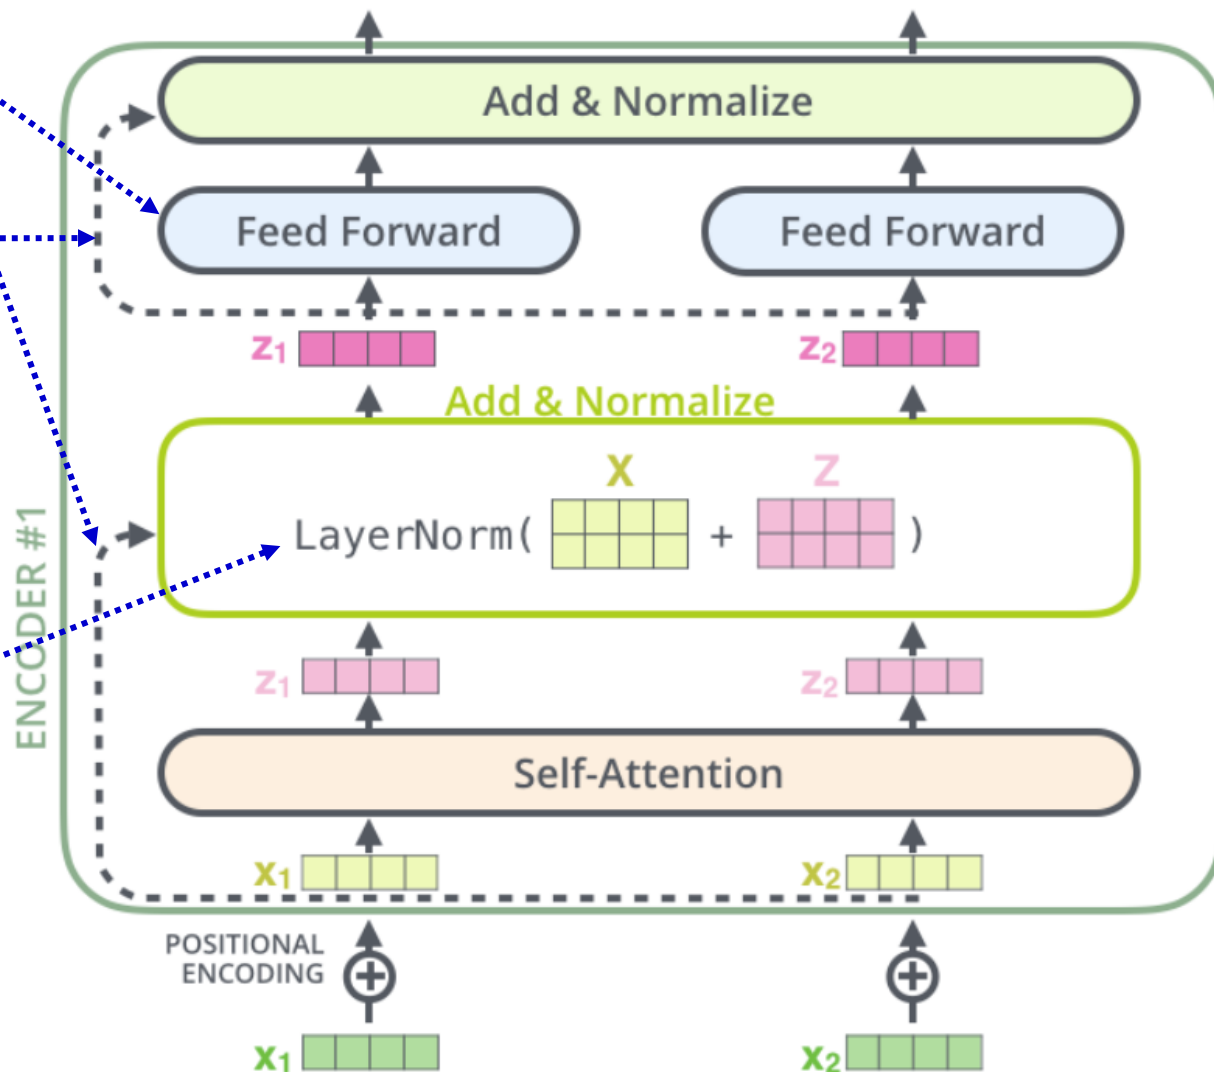 Add & Normalize
Feed Forward Feed Forward
z1 z2
Add & Normalize
X Z
LayerNorm( + )
ENCODER #1
z1 z2
Self-Attention
x1 x2
POSITIONAL
ENCODING
x1 x2